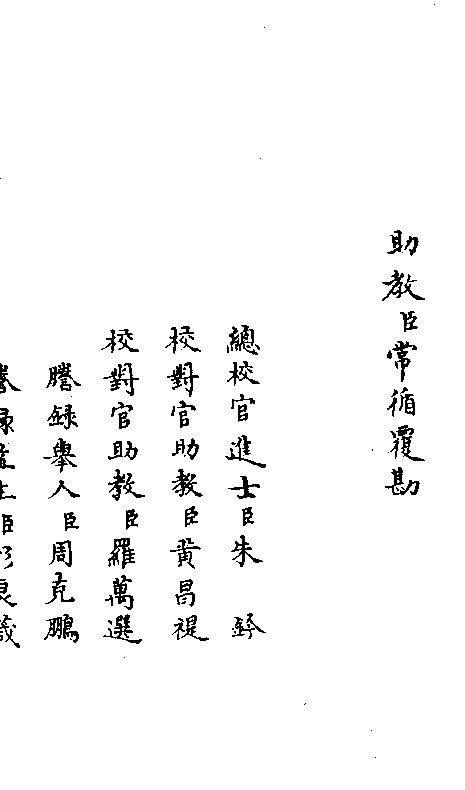 助教臣常循覆勘
總校官進士臣朱鈐
校對官助教臣黃昌禔
校對官助教臣羅萬選
謄錄舉人臣周克鵬
謄錄監生臣彭良箴